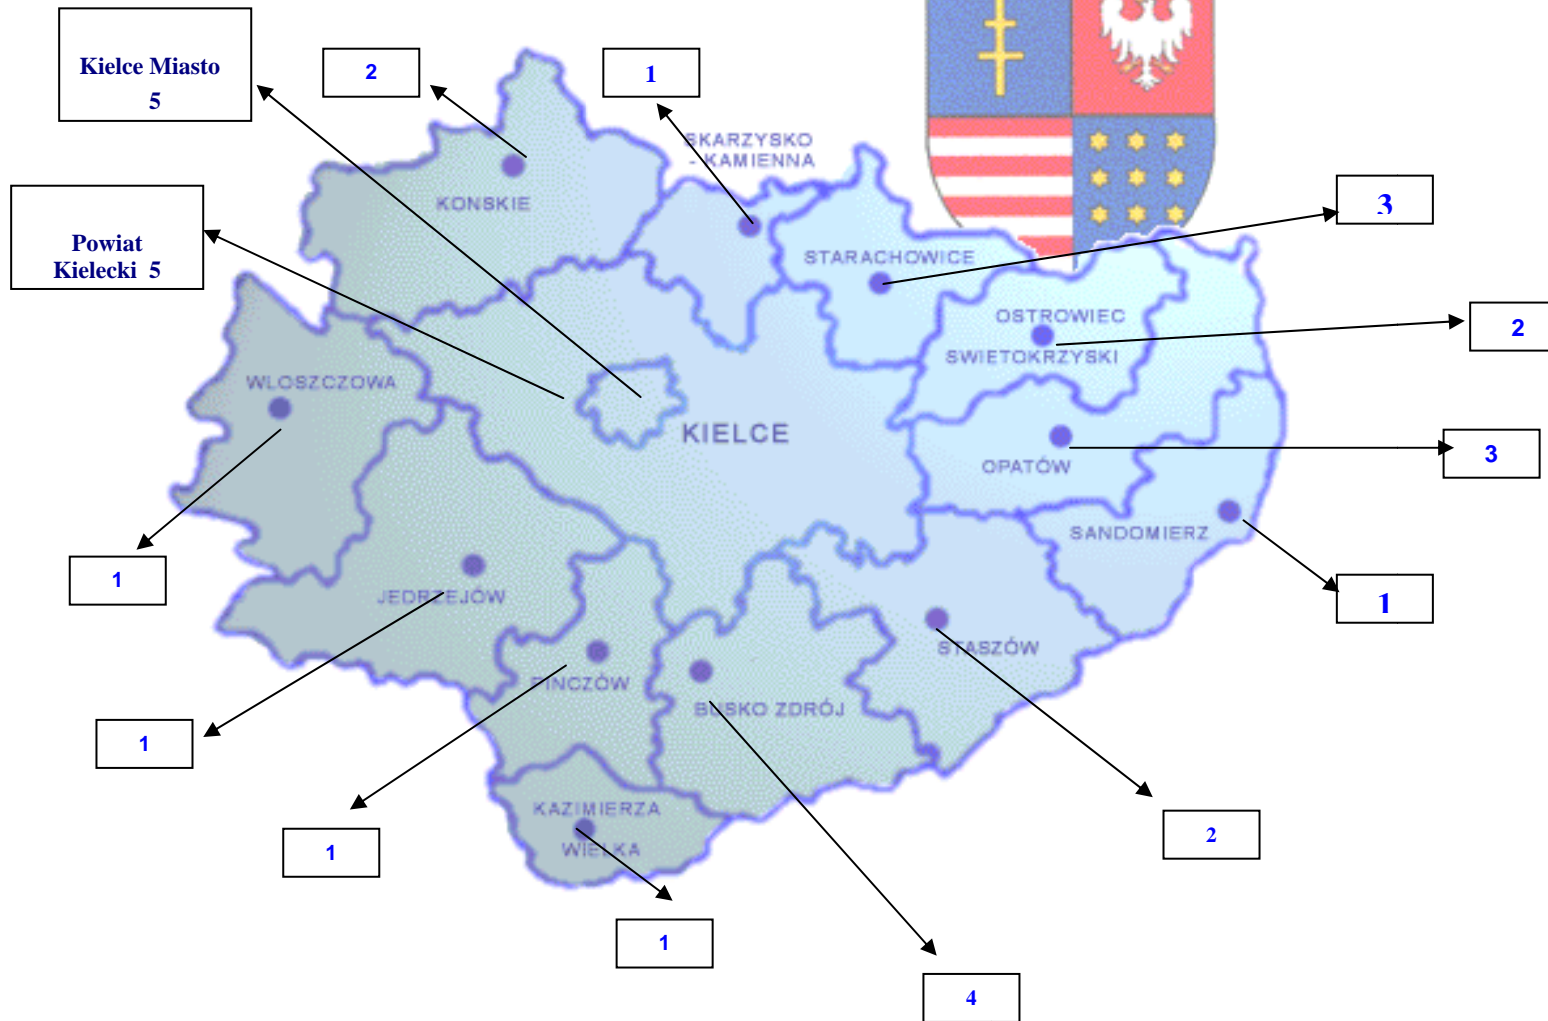 Kielce Miasto
5
2
1
SKARZYSKO
- KAMIENNA
KONSKIE
3
Powiat
Kielecki 5
STARACHOWICE
OSTROWIEC
SWIETOKRZYSKI
2
WLOSZCZOWA
KIELCE
OPATÓW
3
SANDOMIERZ
1
1
JEDRZEJÓW
STASZÓW
PINCZÓW
BUSKO ZDRÓJ
1
1
KAZIMIERZA
WIELKA
2
1
4